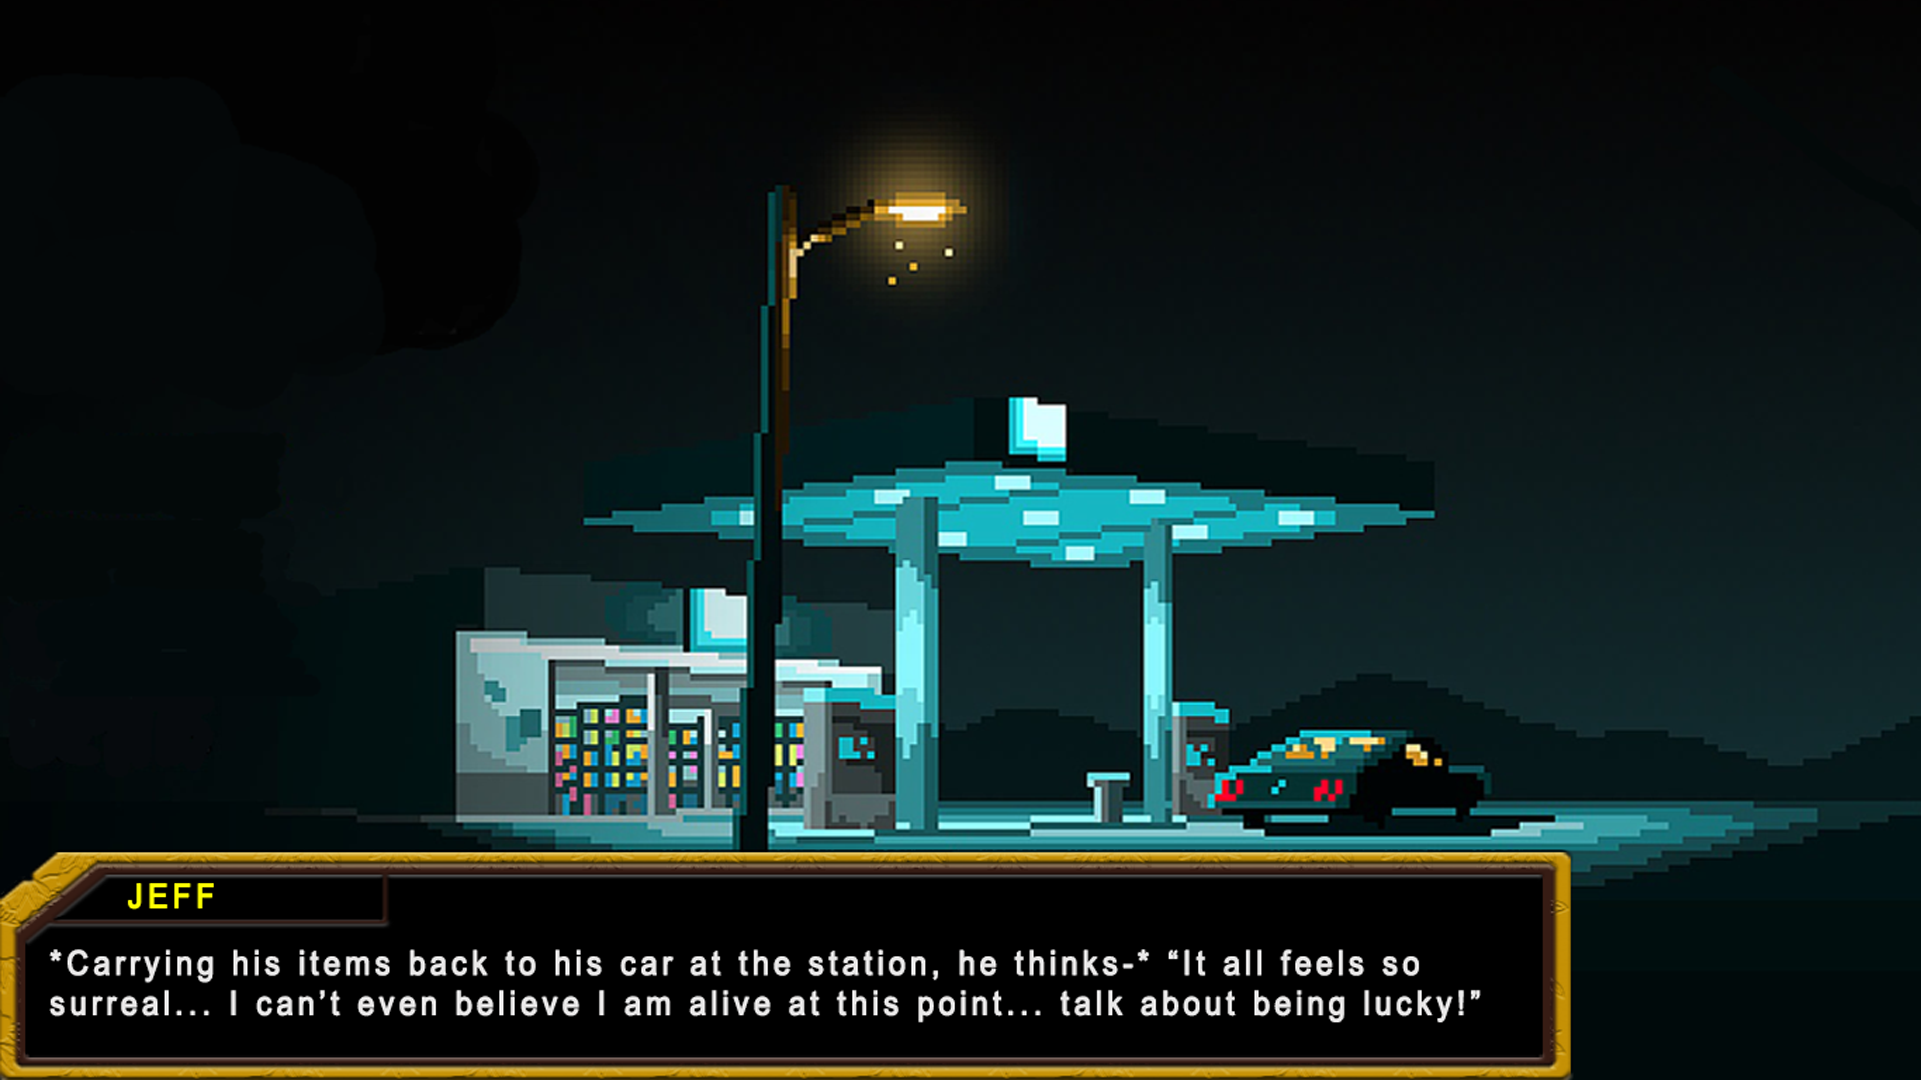 JEFF
*Carrying his items back to his car at the station, he thinks-* “It all feels so
surreal... I can’t even believe I am alive at this point... talk about being lucky!”